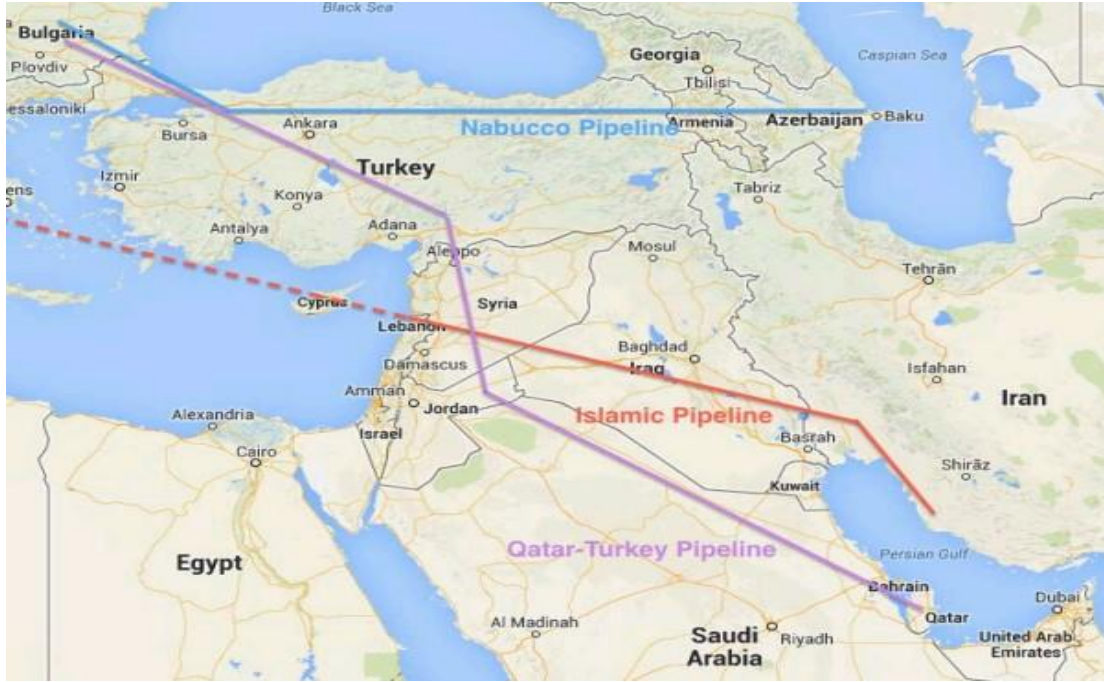 Black Sea
Bulgaria
Plovdiv
Georgia
Tbilisi
Caspian Sea
essaloniki
Bursa
Ankara
Nabucco Pipeline
Armenia
Azerbaijan
Baku
Izmir
Turkey
Tabriz
ens
Konya
Antalya
Adana
Aleppo
Mosul
Tehrān
Cyprus
Syria
Lebanon
Damascus
Baghdad
Iraq
Isfahan
Amman
Jordan
Iran
Alexandria
Israel
Islamic Pipeline
Basrah
Cairo
Shirāz
Kuwait
Qatar-Turkey Pipeline
Persian Gulf
Egypt
Bahrain
Dubai
Qatar
Al Madinah
Saudi
Arabia
Riyadh
United Arab
Emirates